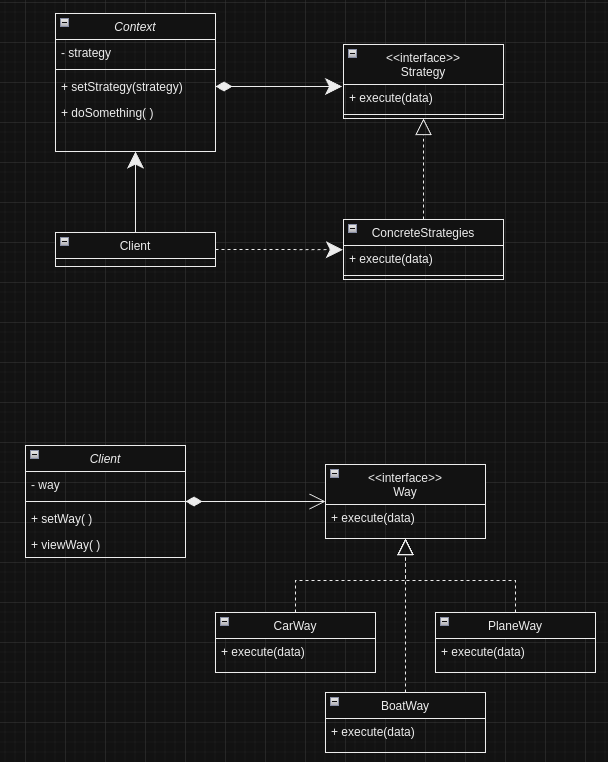 Context
- strategy
+ setStrategy(strategy)
+ doSomething( )
<<interface>>
Strategy
+ execute(data)
Client
ConcreteStrategies
+ execute(data)
Client
- way
+ setWay( )
+ viewWay( )
<<interface>>
Way
+ execute(data)
CarWay
+ execute(data)
PlaneWay
+ execute(data)
BoatWay
+ execute(data)